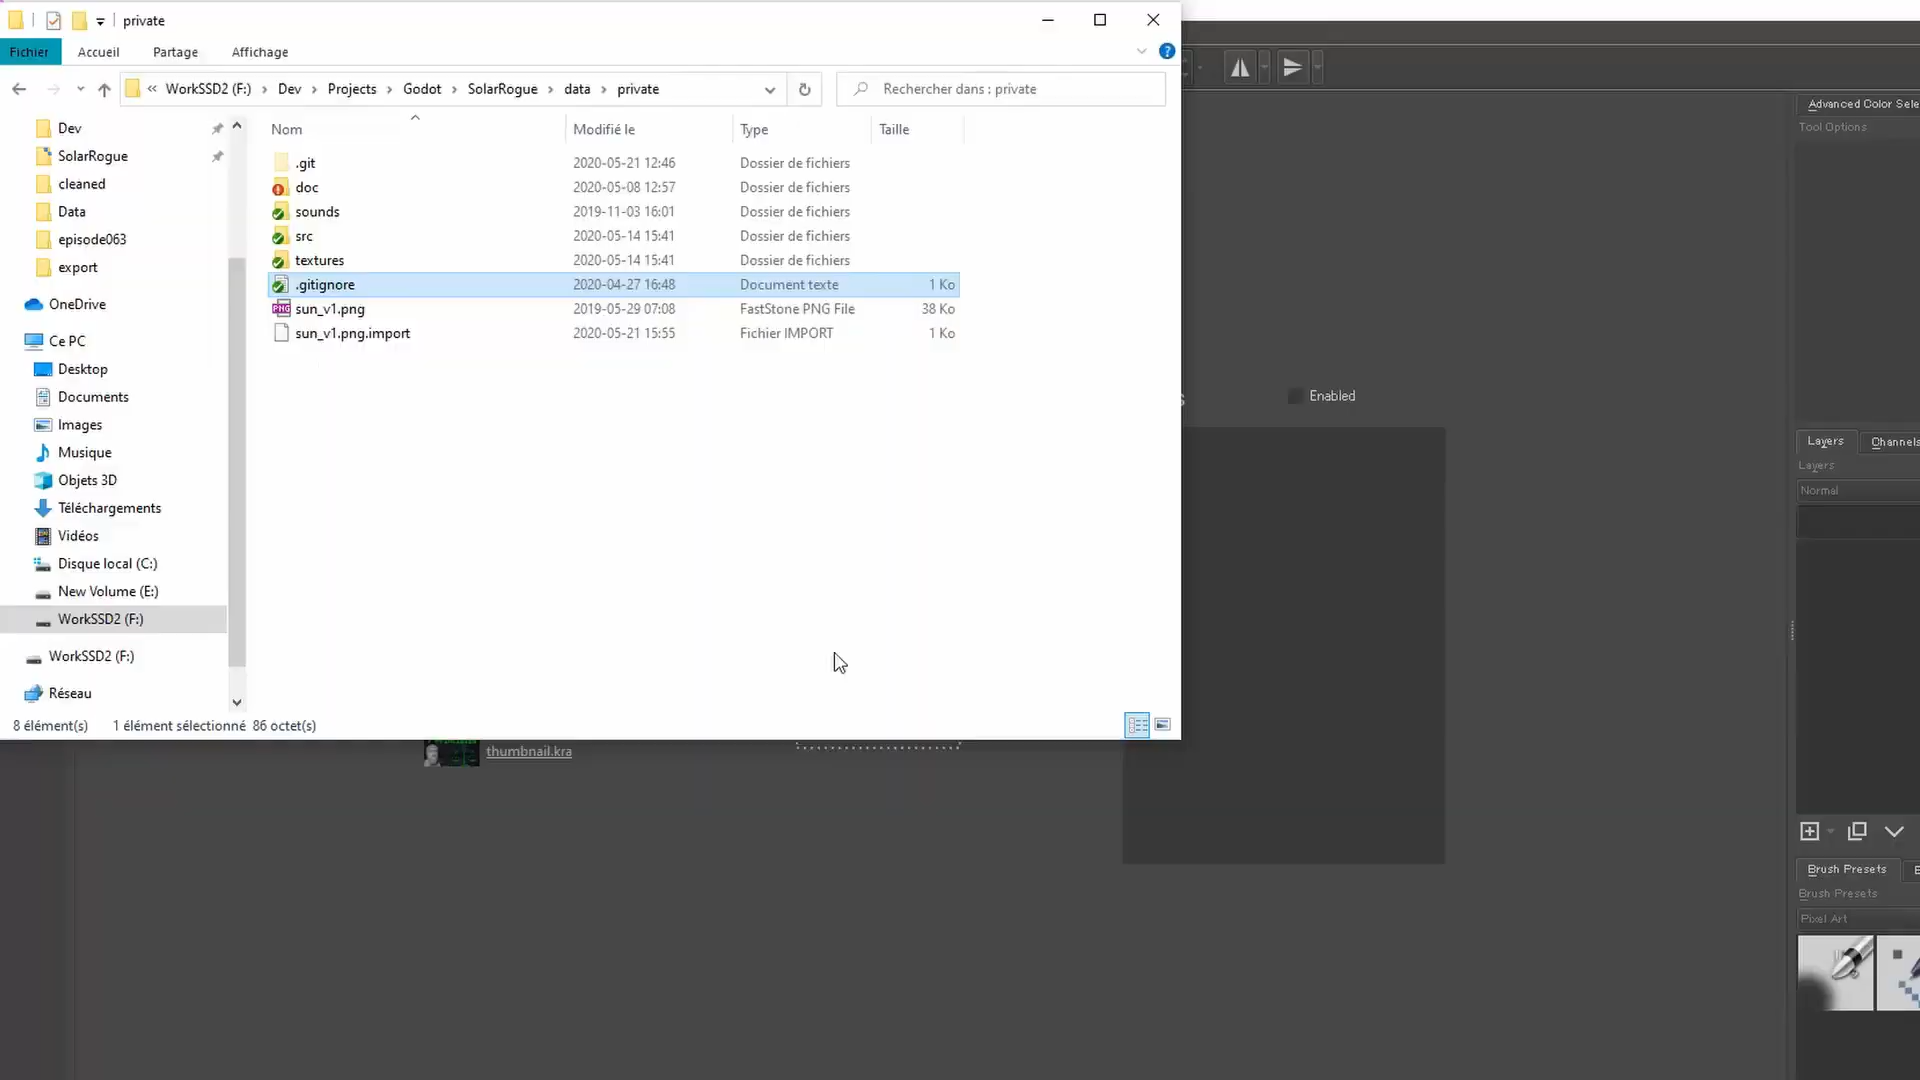 private
Fichier Accueil Partage Affichage
« WorkSSD2 (F:) › Dev › Projects › Godot › SolarRogue › data › private
Rechercher dans : private
Dev
SolarRogue
cleaned
Data
episode063
export
OneDrive
Ce PC
Desktop
Documents
Images
Musique
Objets 3D
Téléchargements
Vidéos
Disque local (C:)
New Volume (E:)
WorkSSD2 (F:)
WorkSSD2 (F:)
Réseau
Nom Modifié le Type Taille
.git 2020-05-21 12:46 Dossier de fichiers
doc 2020-05-08 12:57 Dossier de fichiers
sounds 2019-11-03 16:01 Dossier de fichiers
src 2020-05-14 15:41 Dossier de fichiers
textures 2020-05-14 15:41 Dossier de fichiers
.gitignore 2020-04-27 16:48 Document texte 1 Ko
sun_v1.png 2019-05-29 07:08 FastStone PNG File 38 Ko
sun_v1.png.import 2020-05-21 15:55 Fichier IMPORT 1 Ko
8 élément(s) 1 élément sélectionné 86 octet(s)
thumbnail.kra
Enabled
Advanced Color Sele
Tool Options
Layers Channels
Layers
Normal
Brush Presets
Brush Presets
Pixel Art